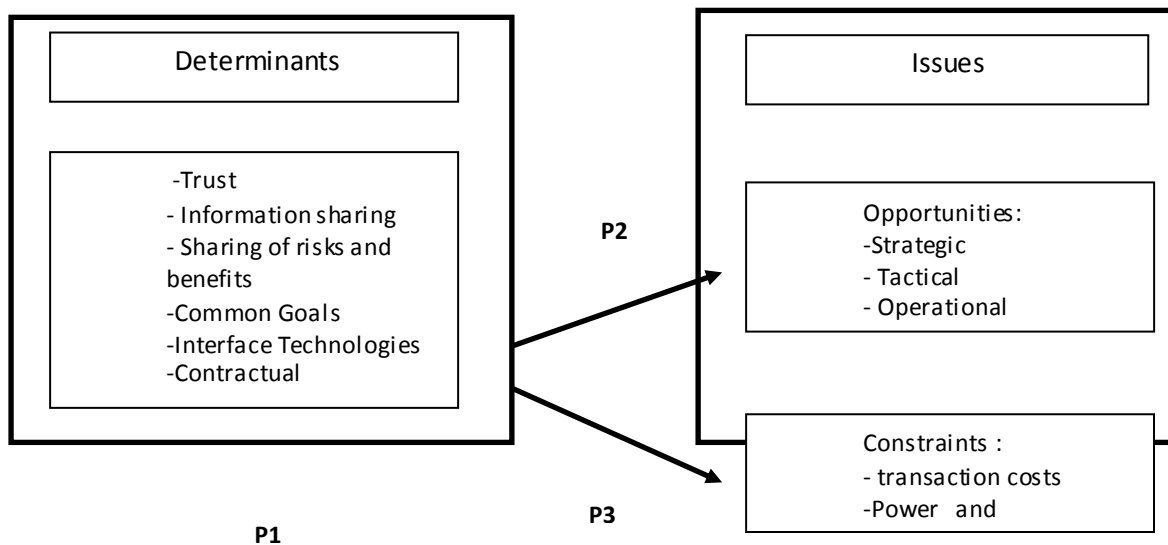 Determinants
-Trust
- Information sharing
- Sharing of risks and
benefits
-Common Goals
-Interface Technologies
-Contractual
P1
P2
P3
Issues
Opportunities:
-Strategic
- Tactical
- Operational
Constraints :
- transaction costs
-Power and